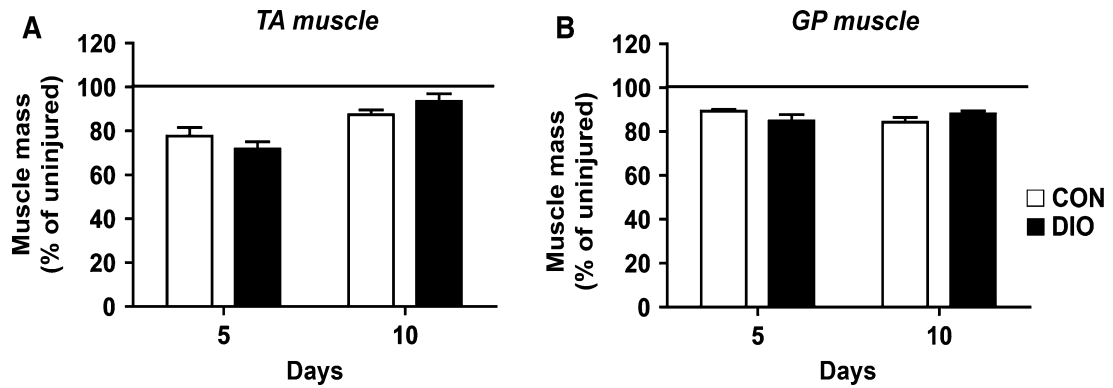 A
TA muscle
Muscle mass
(% of uninjured)
120
100
80
60
40
20
0
5
10
Days
B
GP muscle
Muscle mass
(% of uninjured)
120
100
80
60
40
20
0
5
10
Days
CON
DIO